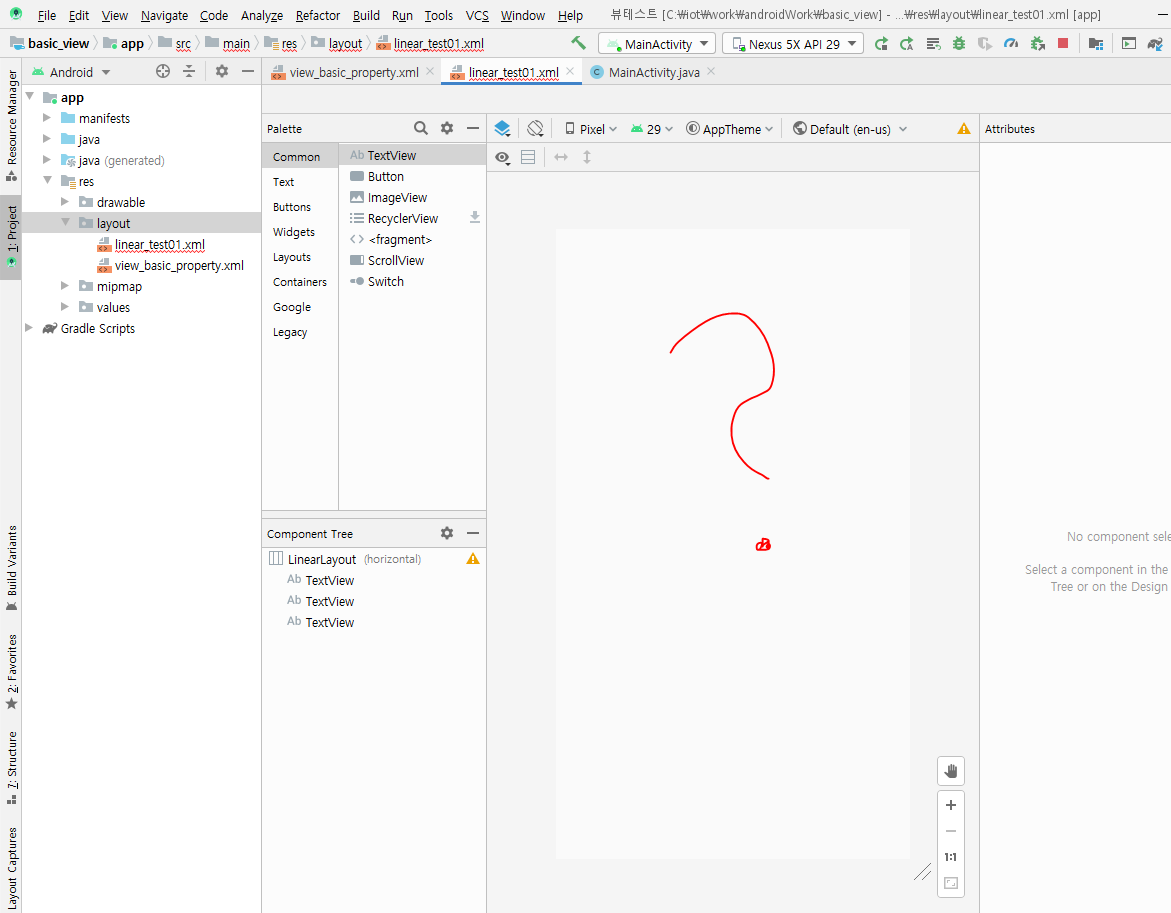 File Edit View Navigate Code Analyze Refactor Build Run Tools VCS Window Help 뷰테스트 [C:₩iot₩work₩androidWork₩basic_view] - ...₩res₩layout₩linear_test01.xml [app]
basic_view app src main res layout linear_test01.xml MainActivity Nexus 5X API 29
Resource Manager
1: Project
Build Variants
2: Favorites
7: Structure
Layout Captures
Android
app
manifests
java
java (generated)
res
drawable
layout
linear_test01.xml
view_basic_property.xml
mipmap
values
Gradle Scripts
view_basic_property.xml linear_test01.xml MainActivity.java
Palette
Common
Text
Buttons
Widgets
Layouts
Containers
Google
Legacy
Ab TextView
Button
ImageView
RecyclerView
<fragment>
ScrollView
Switch
Component Tree
LinearLayout (horizontal)
Ab TextView
Ab TextView
Ab TextView
Pixel 29 AppTheme Default (en-us)
1:1
Attributes
No component sele
Select a component in the
Tree or on the Design